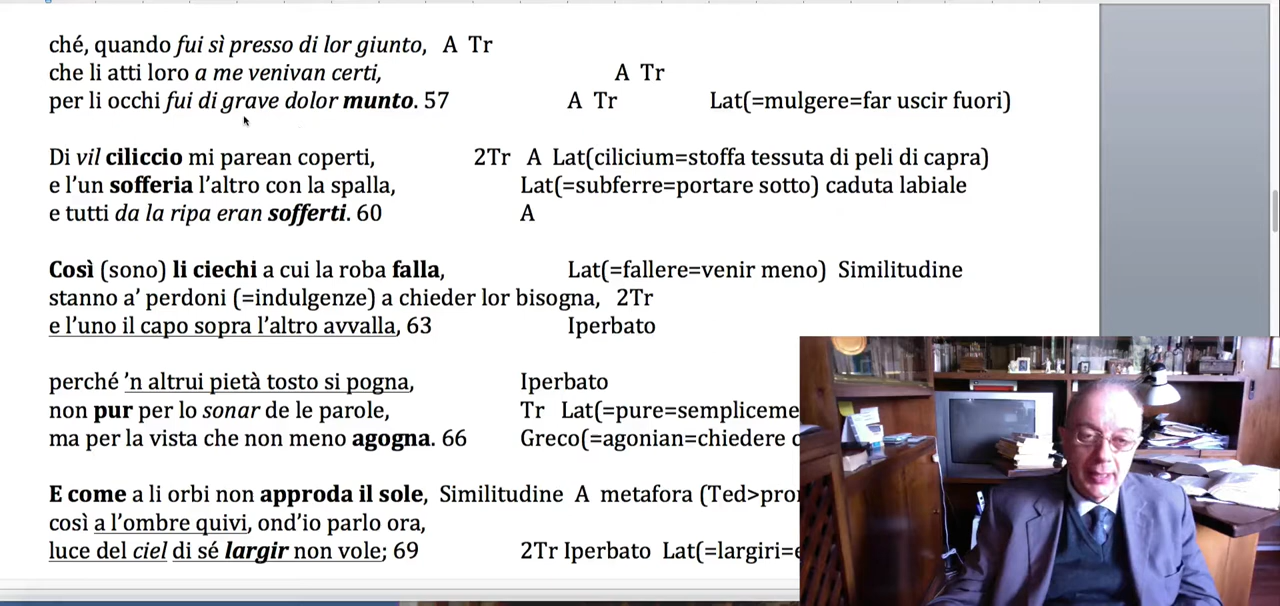 ché, quando fui sì presso di lor giunto, A Tr
che li atti loro a me venivan certi, A Tr
per li occhi fui di grave dolor munto. 57 A Tr Lat(=mulgere=far uscir fuori)
Di vil ciliccio mi parean coperti, 2Tr A Lat(cilicium=stoffa tessuta di peli di capra)
e l’un sofferia l’altro con la spalla, Lat(=subferre=portare sotto) caduta labiale
e tutti da la ripa eran sofferti. 60 A
Così (sono) li ciechi a cui la roba falla, Lat(=fallere=venir meno) Similitudine
stanno a’ perdoni (=indulgenze) a chieder lor bisogna, 2Tr
e l’uno il capo sopra l’altro avvalla, 63 Iperbato
perché ’n altrui pietà tosto si pogna, Iperbato
non pur per lo sonar de le parole, Tr Lat(=pure=
ma per la vista che non meno agogna. 66 Greco(=agonian=chiedere
E come a li orbi non approda il sole, Similitudine A metafora (Ted>
così a l’ombre quivi, ond’io parlo ora,
luce del ciel di sé largir non vole; 69 2Tr Iperbato Lat(=largiri=